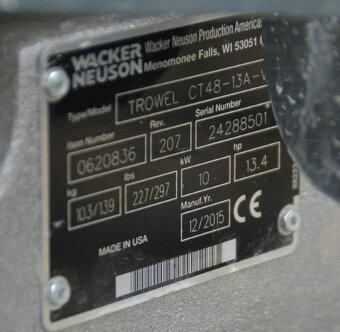 WACKER NEUSON
Wacker Neuson Production Americas
Menomonee Falls, WI 53051
Type/Model TROWEL CT48-13A-V
Item Number Rev. Serial Number
0620836 207 24288501
kg lbs kW hp
103/139 227/297 10 13.4
Manuf.Yr.
12/2015
CE
MADE IN USA